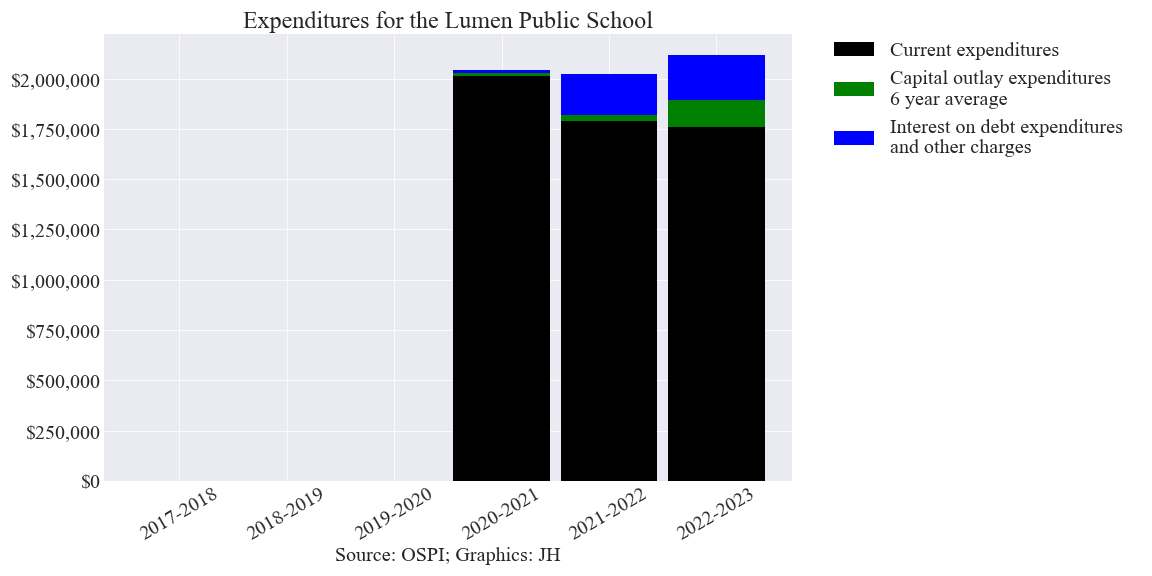 Expenditures for the Lumen Public School
Current expenditures
Capital outlay expenditures
6 year average
Interest on debt expenditures
and other charges
$2,000,000
$1,750,000
$1,500,000
$1,250,000
$1,000,000
$750,000
$500,000
$250,000
$0
2017-2018
2018-2019
2019-2020
2020-2021
2021-2022
2022-2023
Source: OSPI; Graphics: JH